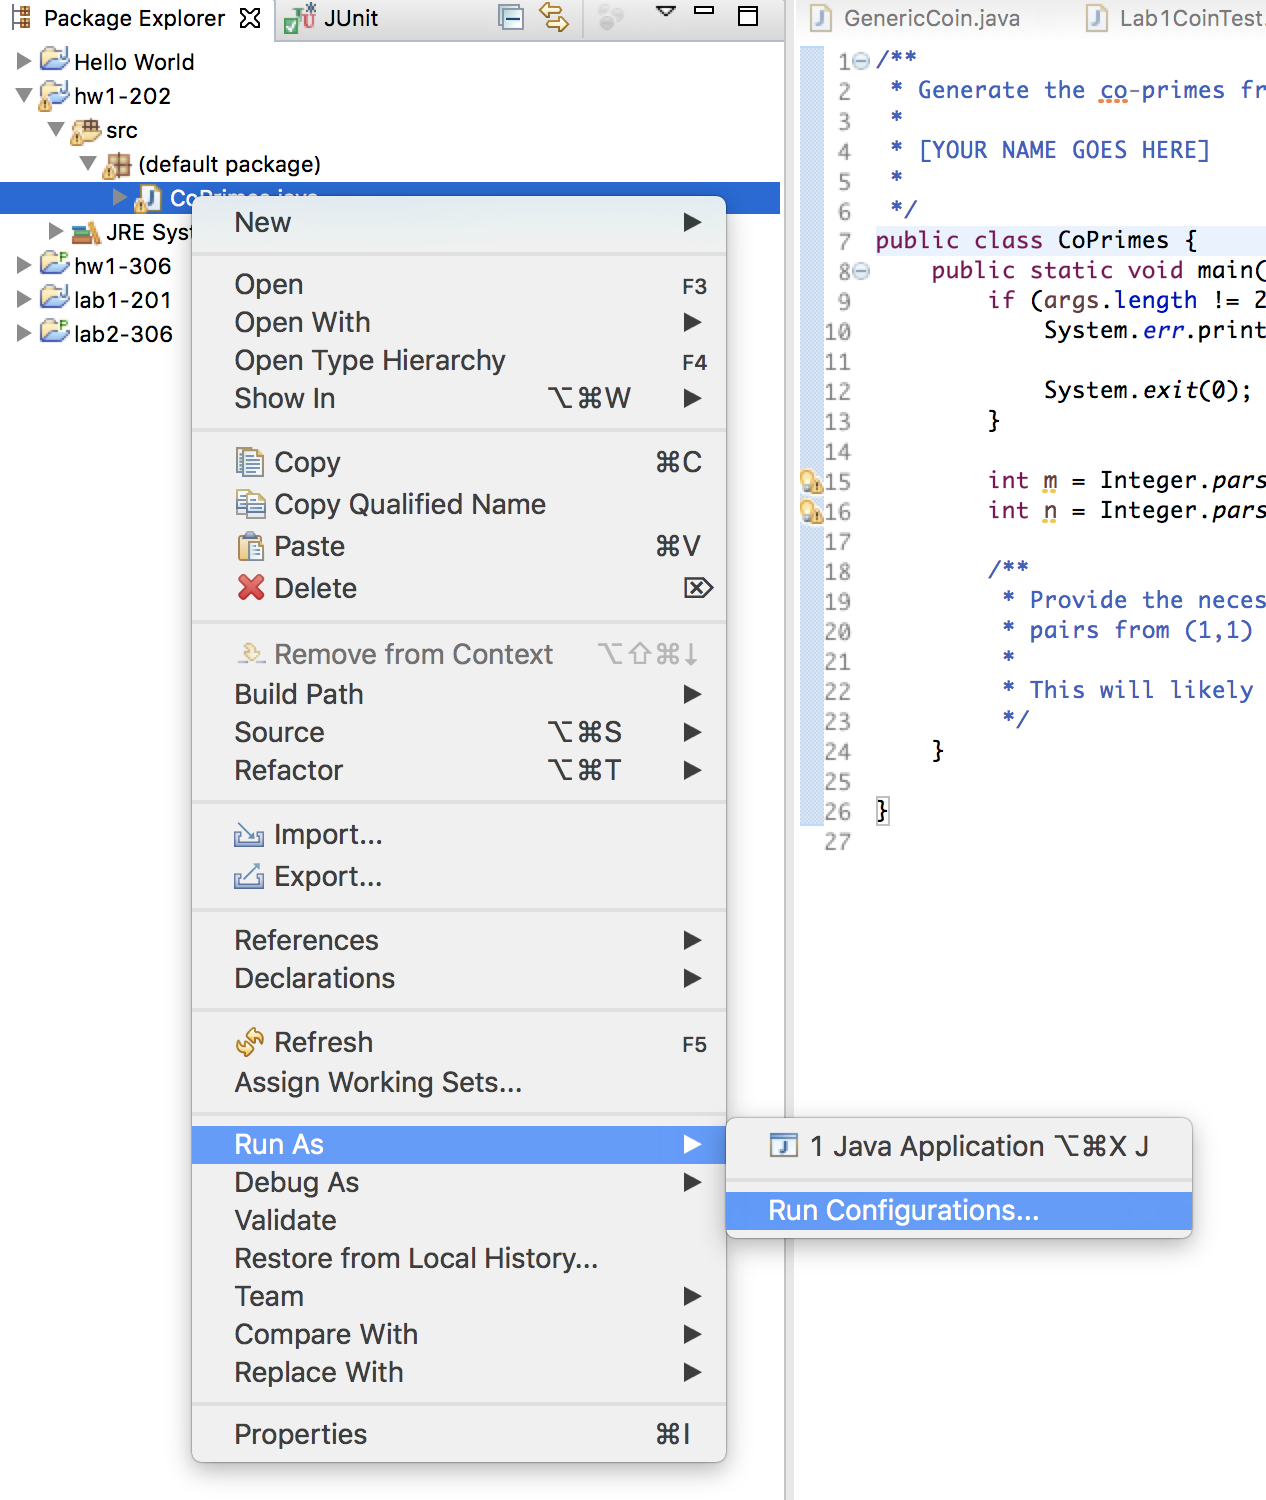 Package Explorer
JUnit
Hello World
hw1-202
src
(default package)
CoPrimes.java
JRE Syst
hw1-306
lab1-201
lab2-306
New
Open F3
Open With
Open Type Hierarchy F4
Show In ⌥⌘W
Copy ⌘C
Copy Qualified Name
Paste ⌘V
Delete ⌦
Remove from Context ⌥⇧⌘↓
Build Path
Source ⌥⌘S
Refactor ⌥⌘T
Import...
Export...
References
Declarations
Refresh F5
Assign Working Sets...
Run As
Debug As
Validate
Restore from Local History...
Team
Compare With
Replace With
Properties ⌘I
1 Java Application ⌥⌘X J
Run Configurations...
GenericCoin.java
Lab1CoinTest.
1 /**
2 * Generate the co-primes fr
3 *
4 * [YOUR NAME GOES HERE]
5 *
6 */
7 public class CoPrimes {
8 public static void main(
9 if (args.length != 2
10 System.err.print
11
12 System.exit(0);
13 }
14
15 int m = Integer.pars
16 int n = Integer.pars
17
18 /**
19 * Provide the neces
20 * pairs from (1,1)
21 *
22 * This will likely
23 */
24 }
25
26 }
27